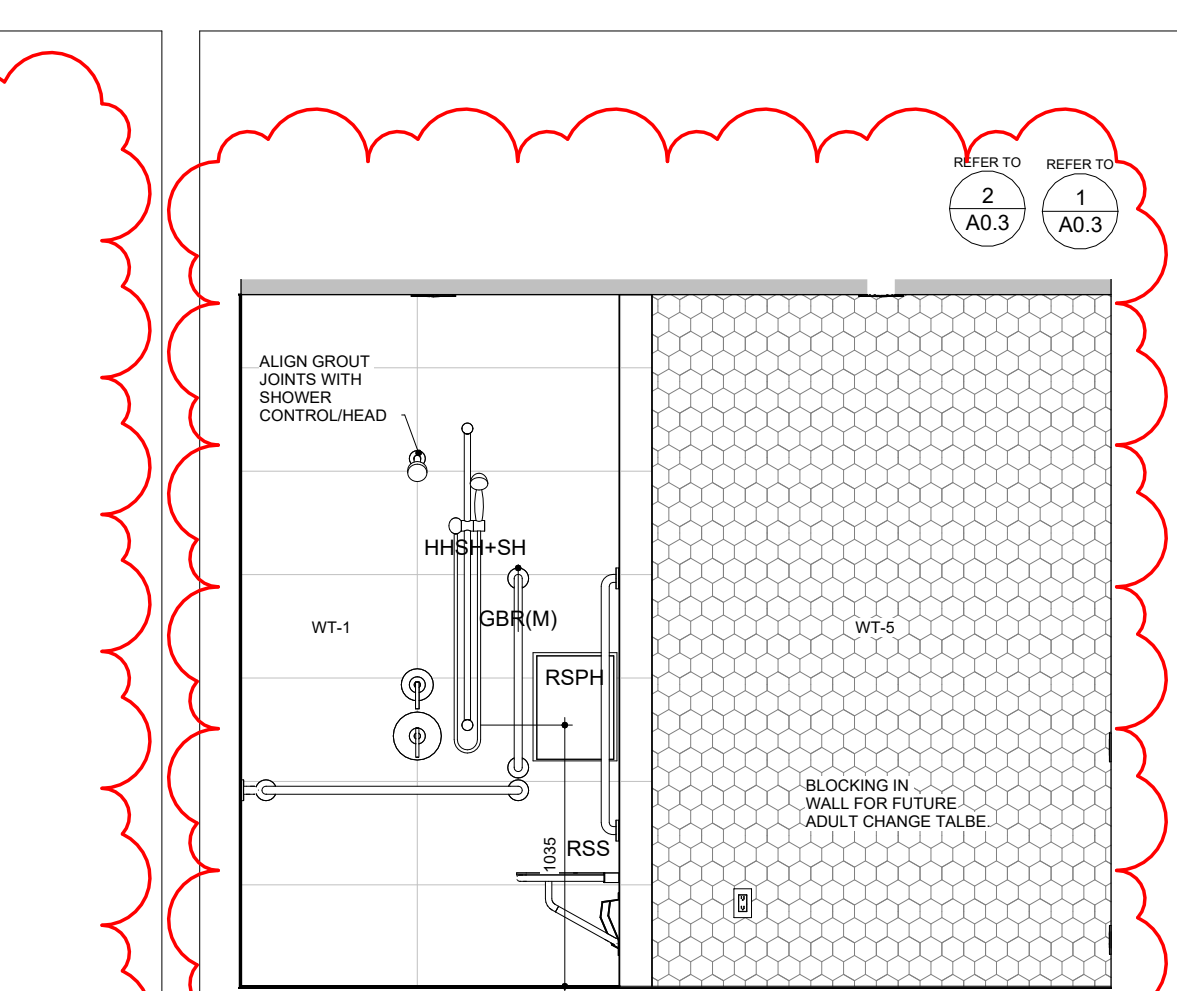 REFER TO
REFER TO
2
A0.3
1
A0.3
ALIGN GROUT
JOINTS WITH
SHOWER
CONTROL/HEAD
HHSH+SH
GBR(M)
WT-1
WT-5
RSPH
BLOCKING IN
WALL FOR FUTURE
ADULT CHANGE TALBE.
1035
RSS